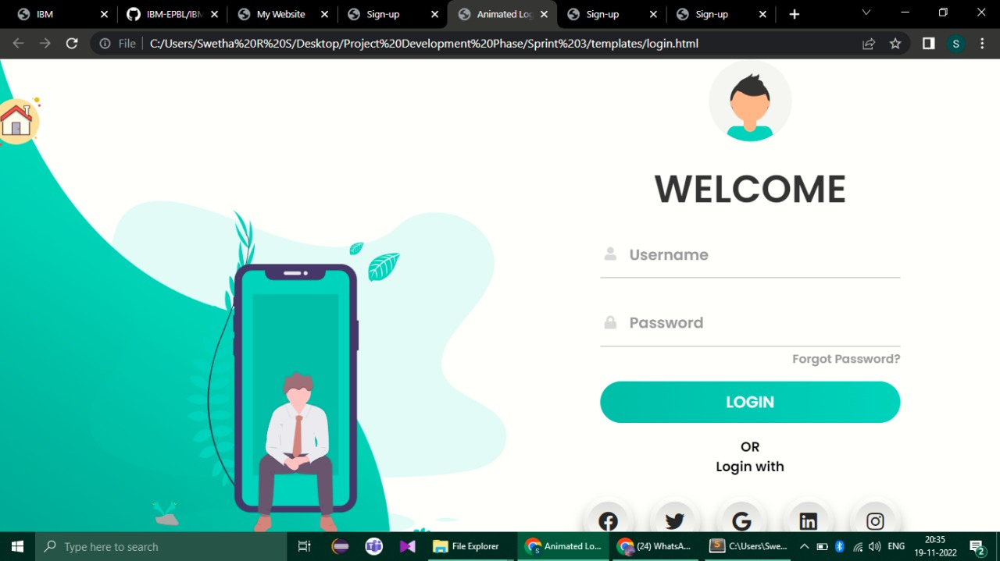 IBM
IBM-EPBL/IBM
My Website
Sign-up
Animated Log
Sign-up
Sign-up
File
C:/Users/Swetha%20R%20S/Desktop/Project%20Development%20Phase/Sprint%203/templates/login.html
S
WELCOME
Username
Password
Forgot Password?
LOGIN
OR
Login with
Type here to search
File Explorer
Animated Lo...
(24) WhatsA...
C:\Users\Swe...
ENG
20:35
19-11-2022
2